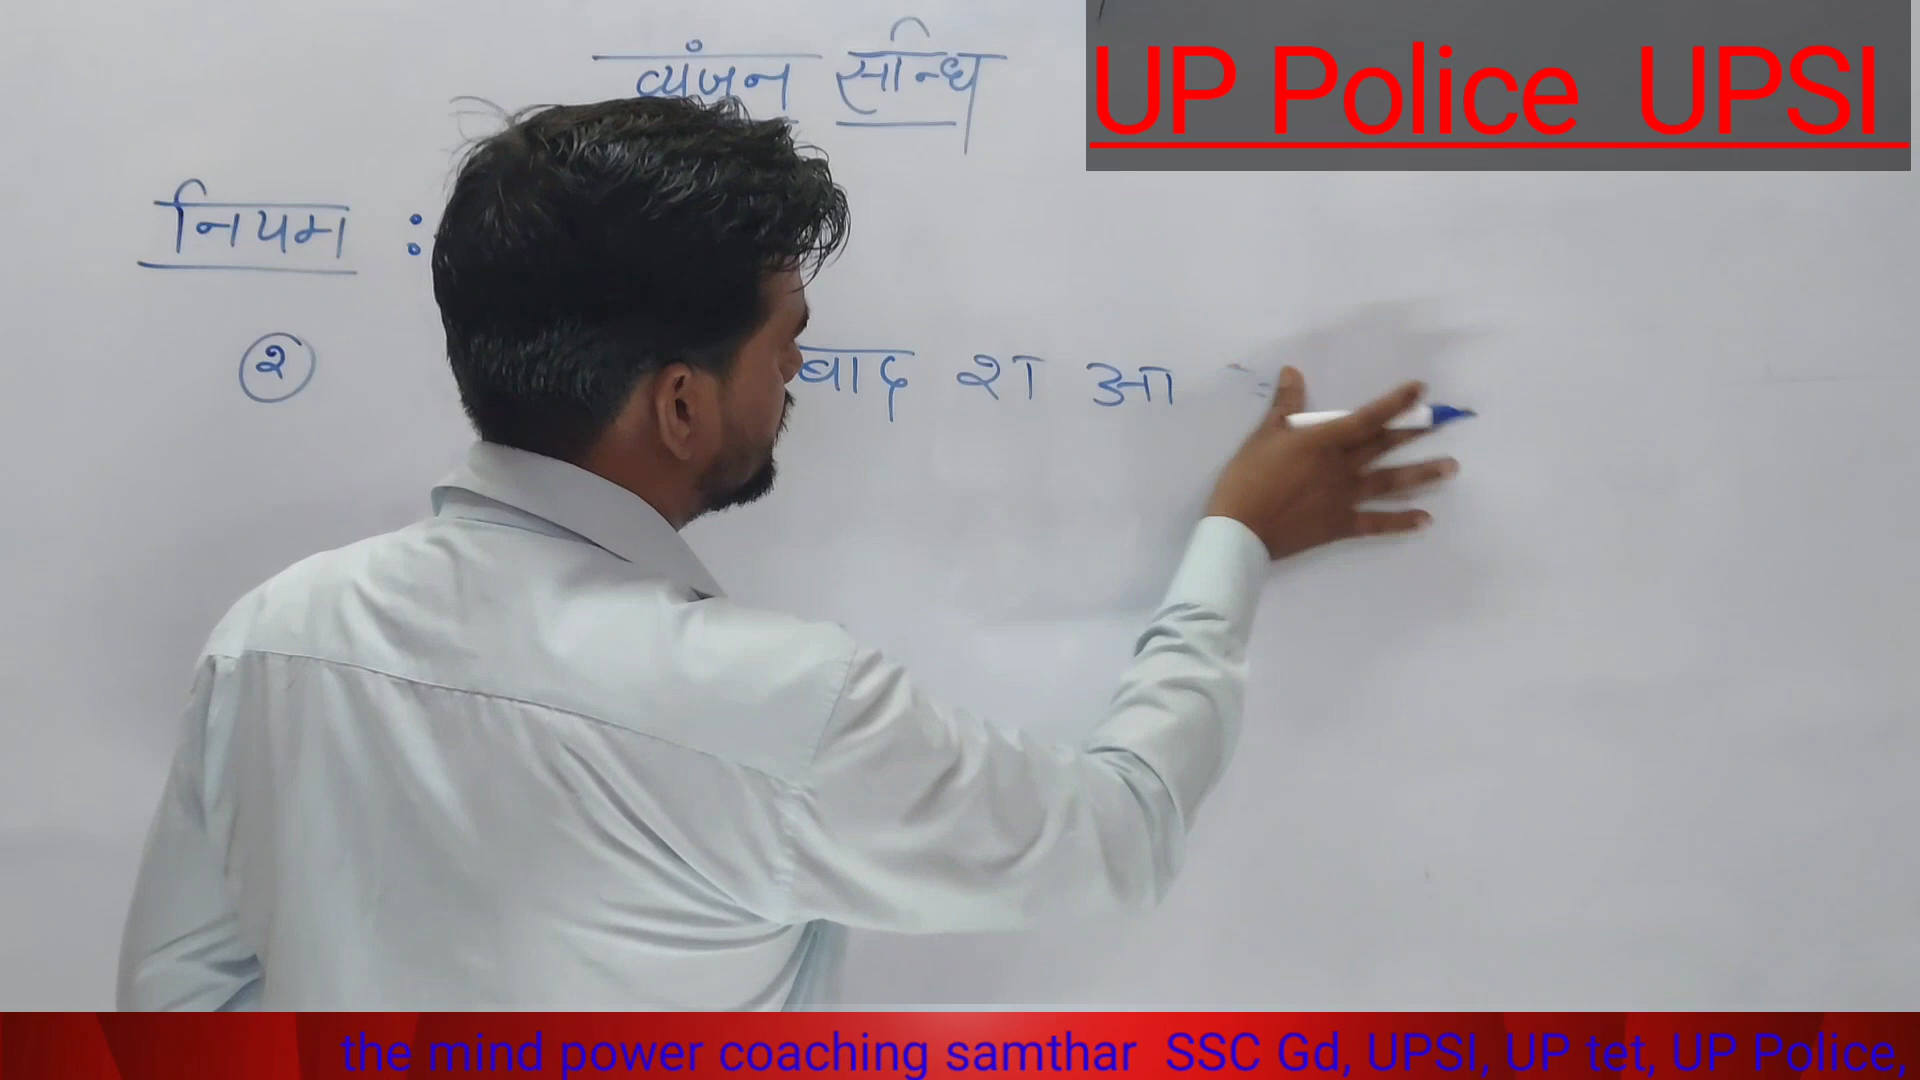 व्यंजन सन्धि
UP Police UPSI
नियम :
२ बाद श आ
the mind power coaching samthar SSC Gd, UPSI, UP tet, UP Police,